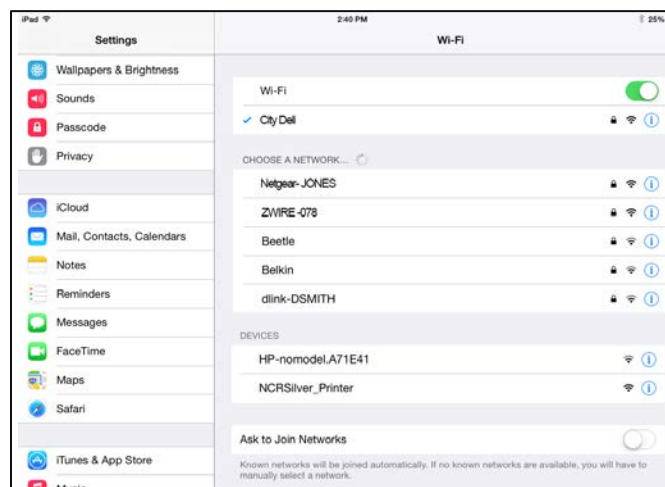 iPad 2:40 PM 25%
Settings
Wi-Fi
Wallpapers & Brightness
Sounds
Passcode
Privacy
iCloud
Mail, Contacts, Calendars
Notes
Reminders
Messages
FaceTime
Maps
Safari
iTunes & App Store
Music
Wi-Fi
City Deli
CHOOSE A NETWORK...
Netgear-JONES
ZWIRE-078
Beetle
Belkin
dlink-DSMITH
DEVICES
HP-nomodel.A71E41
NCRSilver_Printer
Ask to Join Networks
Known networks will be joined automatically. If no known networks are available, you will have to
manually select a network.